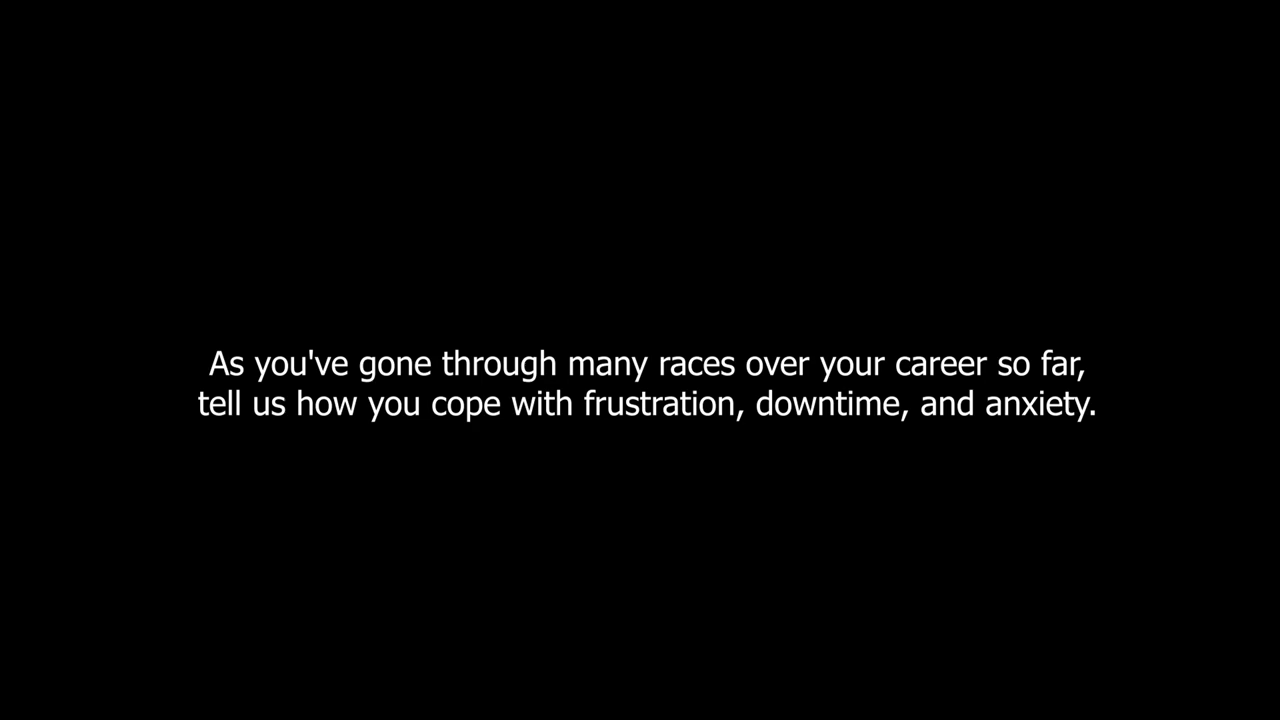 As you've gone through many races over your career so far,
tell us how you cope with frustration, downtime, and anxiety.